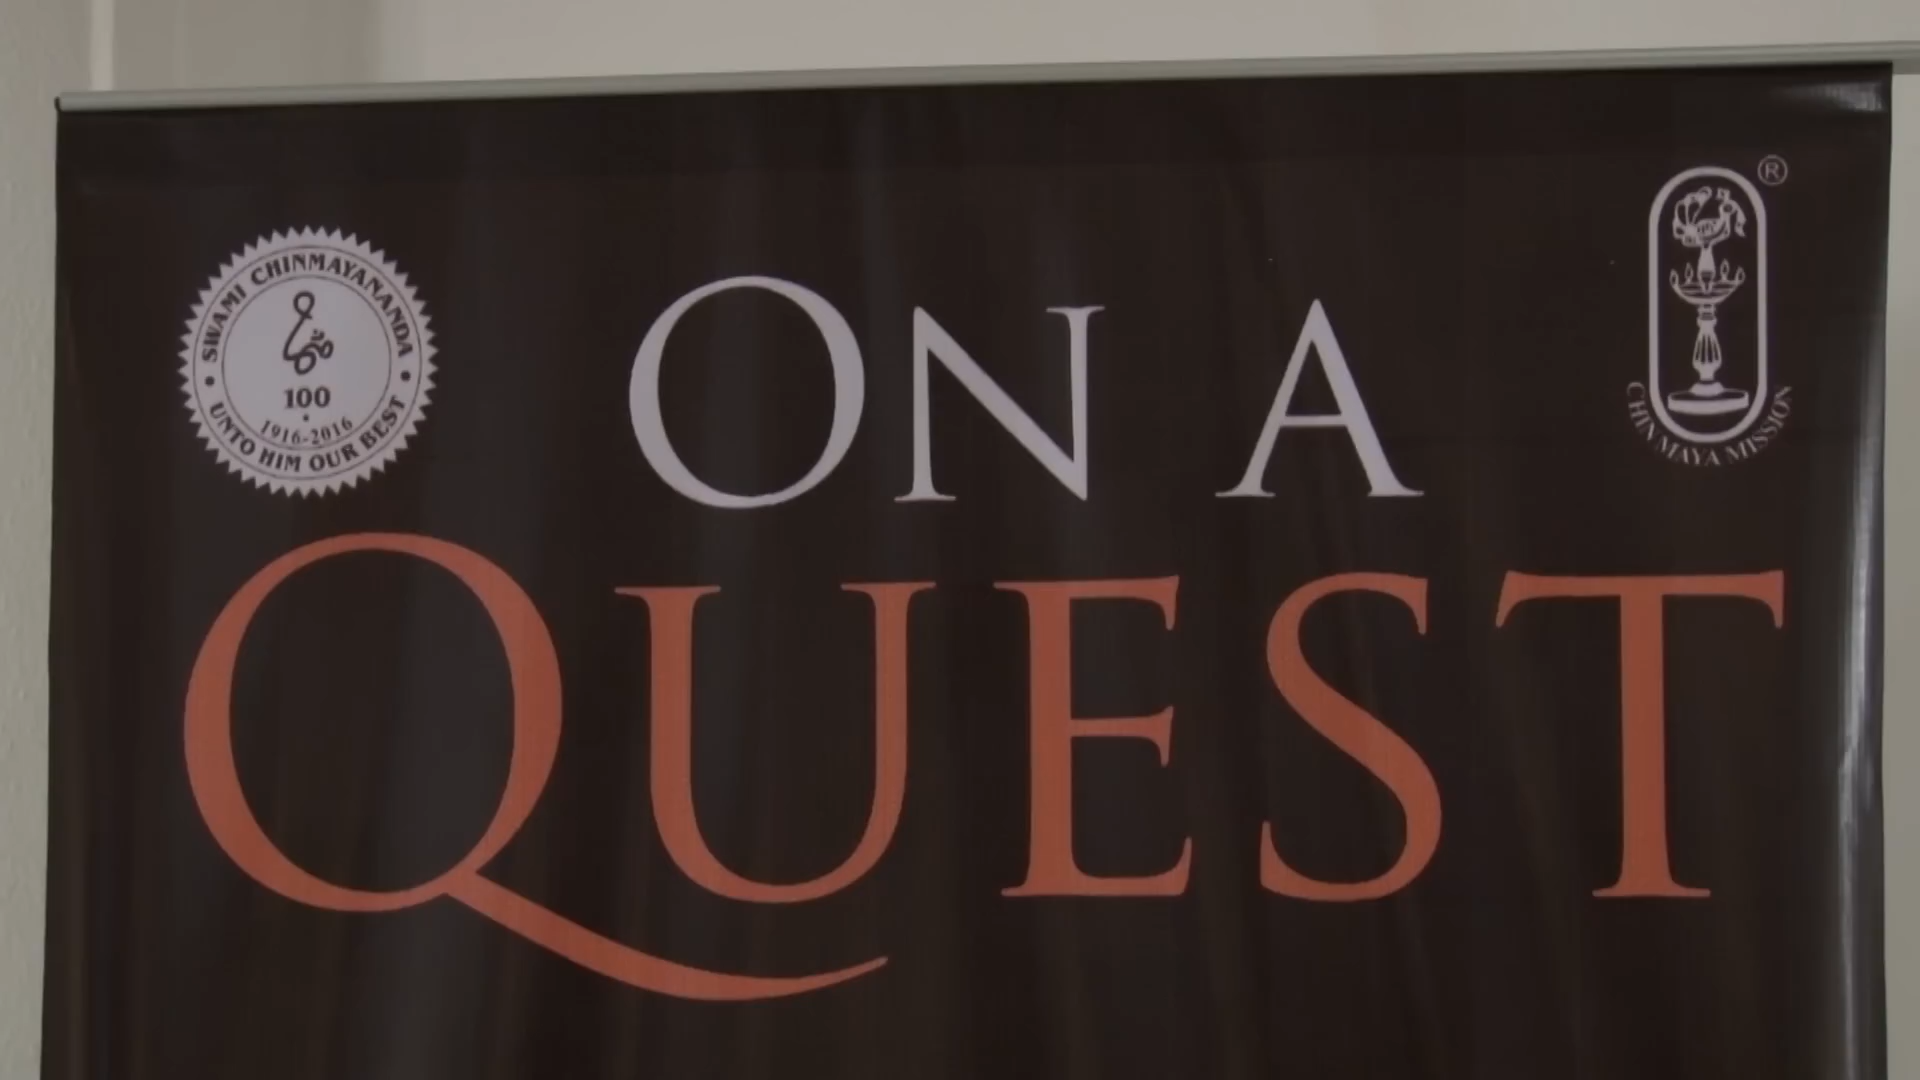 SWAMI CHINMAYANANDA
100
1916-2016
UNTO HIM OUR BEST
ON A
QUEST
®
CHINMAYA MISSION